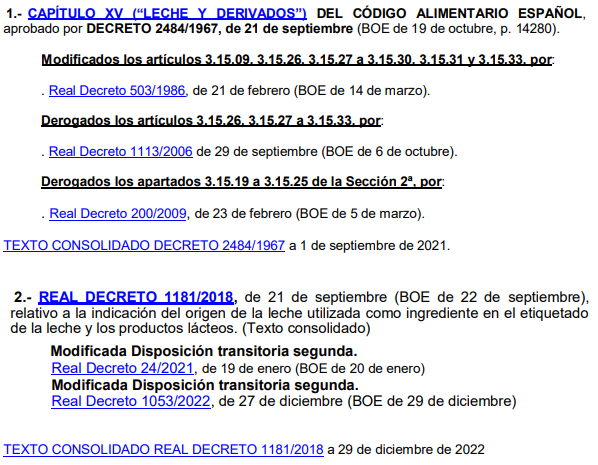 1.- CAPÍTULO XV (“LECHE Y DERIVADOS”) DEL CÓDIGO ALIMENTARIO ESPAÑOL,
aprobado por DECRETO 2484/1967, de 21 de septiembre (BOE de 19 de octubre, p. 14280).
Modificados los artículos 3.15.09, 3.15.26, 3.15.27 a 3.15.30, 3.15.31 y 3.15.33, por:
. Real Decreto 503/1986, de 21 de febrero (BOE de 14 de marzo).
Derogados los artículos 3.15.26, 3.15.27 a 3.15.33, por:
. Real Decreto 1113/2006 de 29 de septiembre (BOE de 6 de octubre).
Derogados los apartados 3.15.19 a 3.15.25 de la Sección 2ª, por:
. Real Decreto 200/2009, de 23 de febrero (BOE de 5 de marzo).
TEXTO CONSOLIDADO DECRETO 2484/1967 a 1 de septiembre de 2021.
2.- REAL DECRETO 1181/2018, de 21 de septiembre (BOE de 22 de septiembre),
relativo a la indicación del origen de la leche utilizada como ingrediente en el etiquetado
de la leche y los productos lácteos. (Texto consolidado)
Modificada Disposición transitoria segunda.
Real Decreto 24/2021, de 19 de enero (BOE de 20 de enero)
Modificada Disposición transitoria segunda.
Real Decreto 1053/2022, de 27 de diciembre (BOE de 29 de diciembre)
TEXTO CONSOLIDADO REAL DECRETO 1181/2018 a 29 de diciembre de 2022